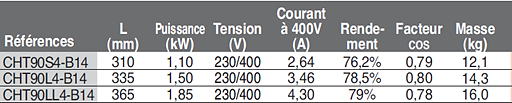 Références L (mm) Puissance (kW) Tension (V) Courant à 400V (A) Rende-ment Facteur cos Masse (kg)
CHT90S4-B14 310 1,10 230/400 2,64 76,2% 0,79 12,1
CHT90L4-B14 335 1,50 230/400 3,46 78,5% 0,80 14,3
CHT90LL4-B14 365 1,85 230/400 4,30 79% 0,78 16,0